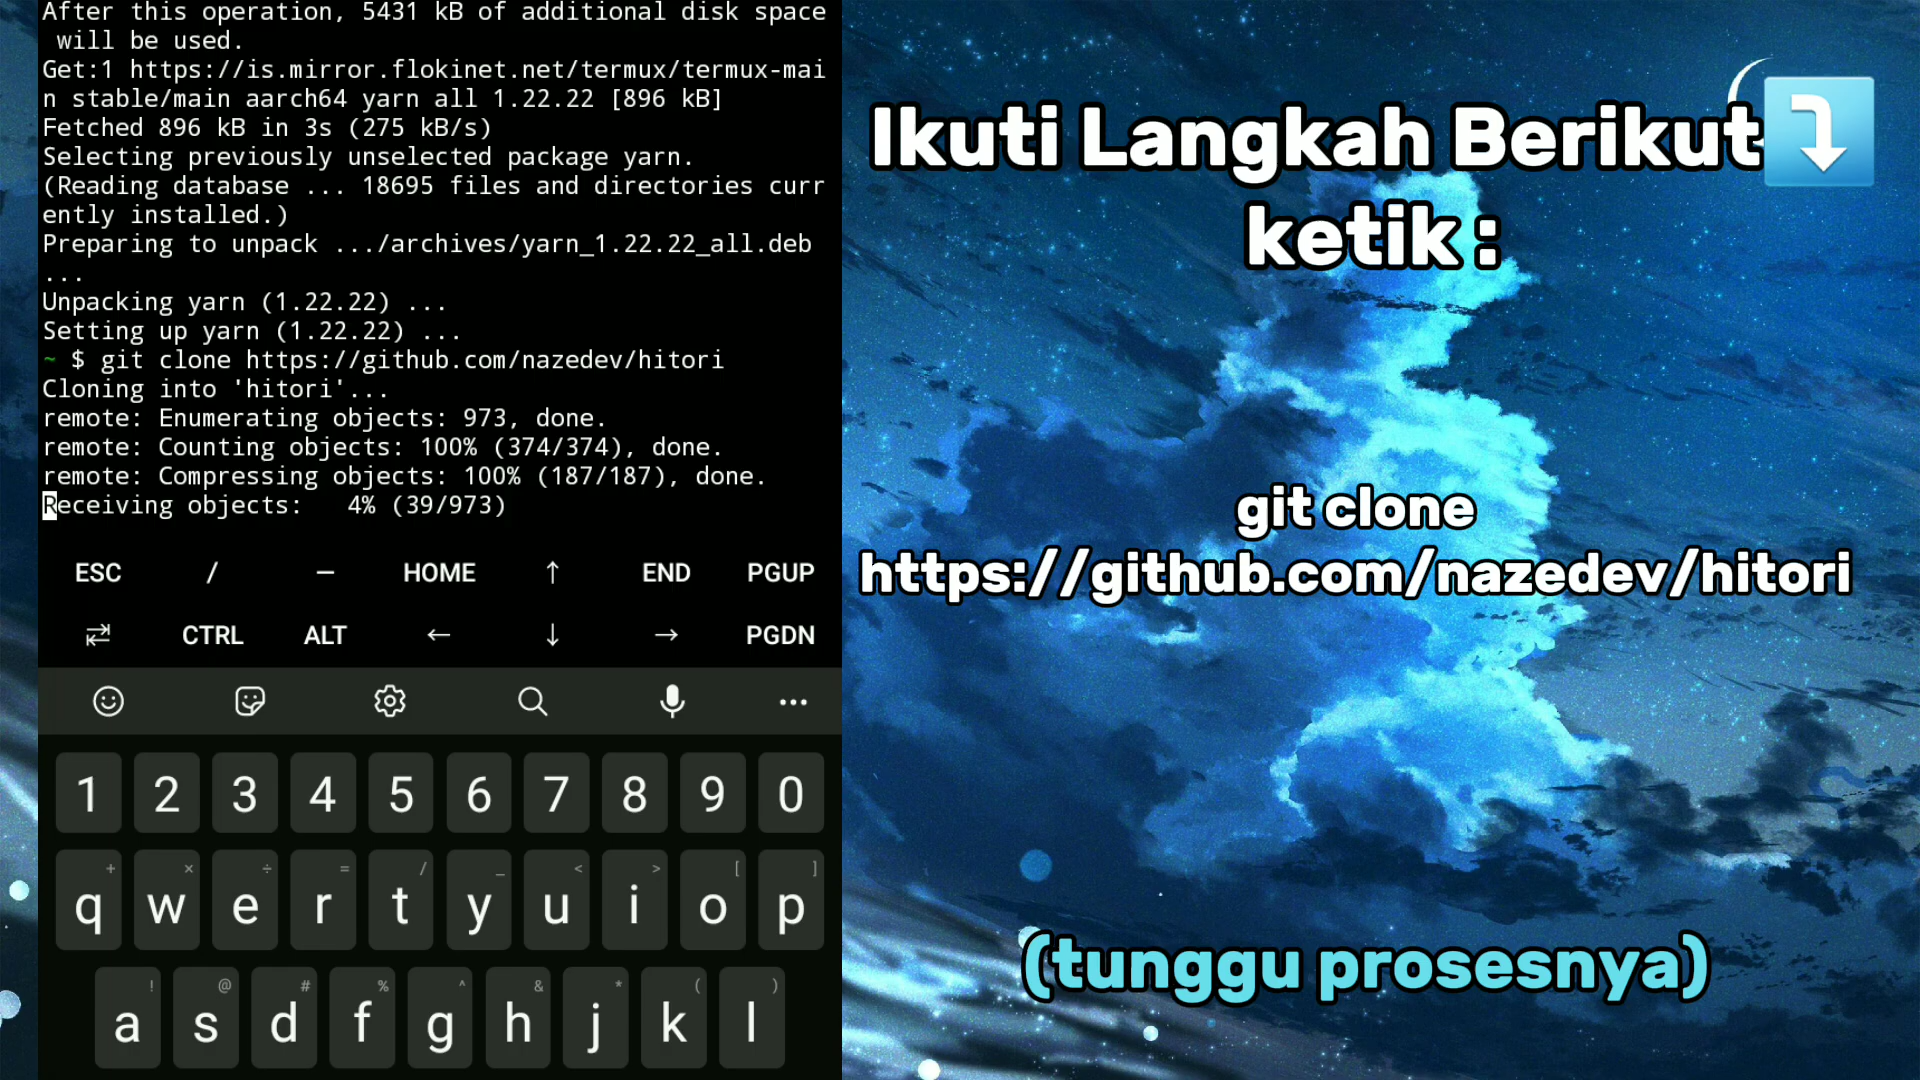 After this operation, 5431 kB of additional disk space
will be used.
Get:1 https://is.mirror.flokinet.net/termux/termux-mai
n stable/main aarch64 yarn all 1.22.22 [896 kB]
Fetched 896 kB in 3s (275 kB/s)
Selecting previously unselected package yarn.
(Reading database ... 18695 files and directories curr
ently installed.)
Preparing to unpack .../archives/yarn_1.22.22_all.deb
...
Unpacking yarn (1.22.22) ...
Setting up yarn (1.22.22) ...
~ $ git clone https://github.com/nazedev/hitori
Cloning into 'hitori'...
remote: Enumerating objects: 973, done.
remote: Counting objects: 100% (374/374), done.
remote: Compressing objects: 100% (187/187), done.
Receiving objects:   4% (39/973)
ESC / — HOME ↑ END PGUP
⇄ CTRL ALT ← ↓ → PGDN
1 2 3 4 5 6 7 8 9 0
+ × ÷ = / _ < > [ ]
q w e r t y u i o p
! @ # % ^ & * ( )
a s d f g h j k l
Ikuti Langkah Berikut ⤵
ketik :
git clone
https://github.com/nazedev/hitori
(tunggu prosesnya)